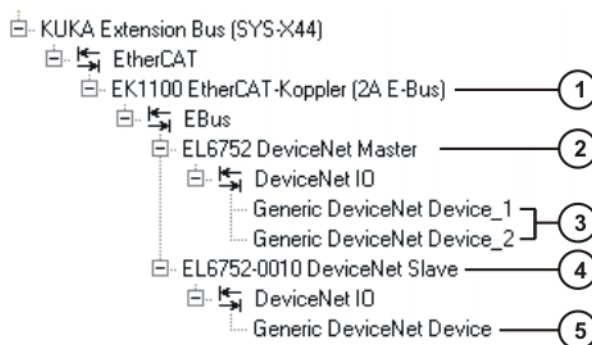 KUKA Extension Bus (SYS-X44)
EtherCAT
EK1100 EtherCAT-Koppler (2A E-Bus) 1
EBus
EL6752 DeviceNet Master 2
DeviceNet IO
Generic DeviceNet Device_1
3
Generic DeviceNet Device_2
EL6752-0010 DeviceNet Slave 4
DeviceNet IO
Generic DeviceNet Device 5